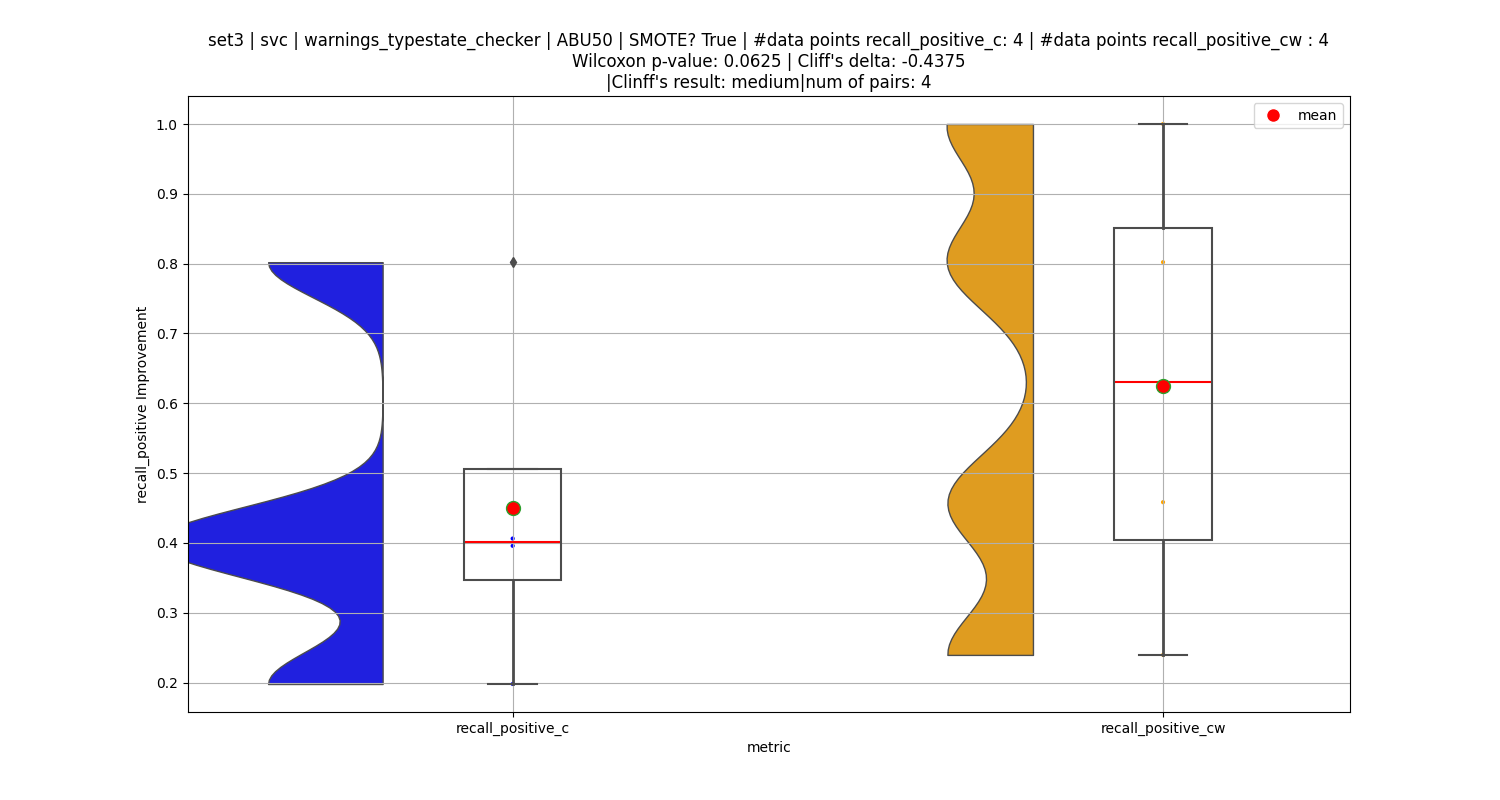 set3 | svc | warnings_typestate_checker | ABU50 | SMOTE? True | #data points recall_positive_c: 4 | #data points recall_positive_cw : 4
Wilcoxon p-value: 0.0625 | Cliff's delta: -0.4375
|Clinff's result: medium|num of pairs: 4
mean
1.0
0.9
0.8
0.7
0.6
0.5
0.4
0.3
0.2
recall_positive Improvement
recall_positive_c
recall_positive_cw
metric